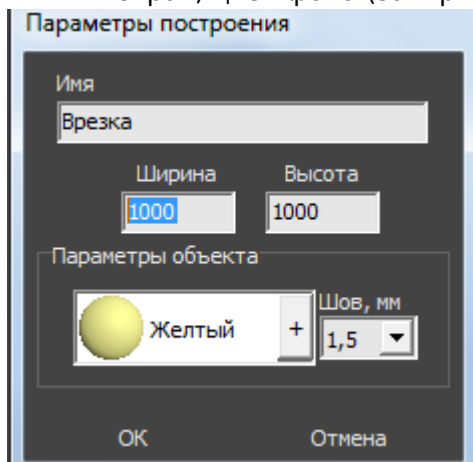 Параметры построения
Имя
Врезка
Ширина Высота
1000 1000
Параметры объекта
Шов, мм
Желтый + 1,5
ОК Отмена